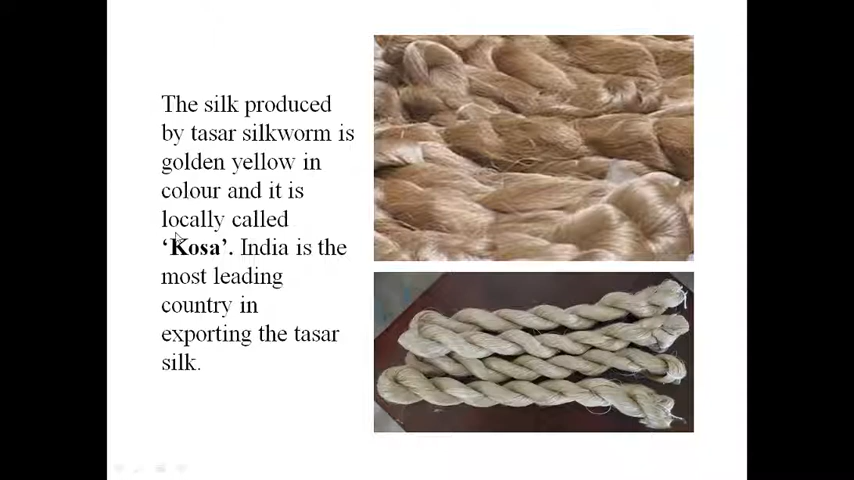 The silk produced
by tasar silkworm is
golden yellow in
colour and it is
locally called
‘Kosa’. India is the
most leading
country in
exporting the tasar
silk.